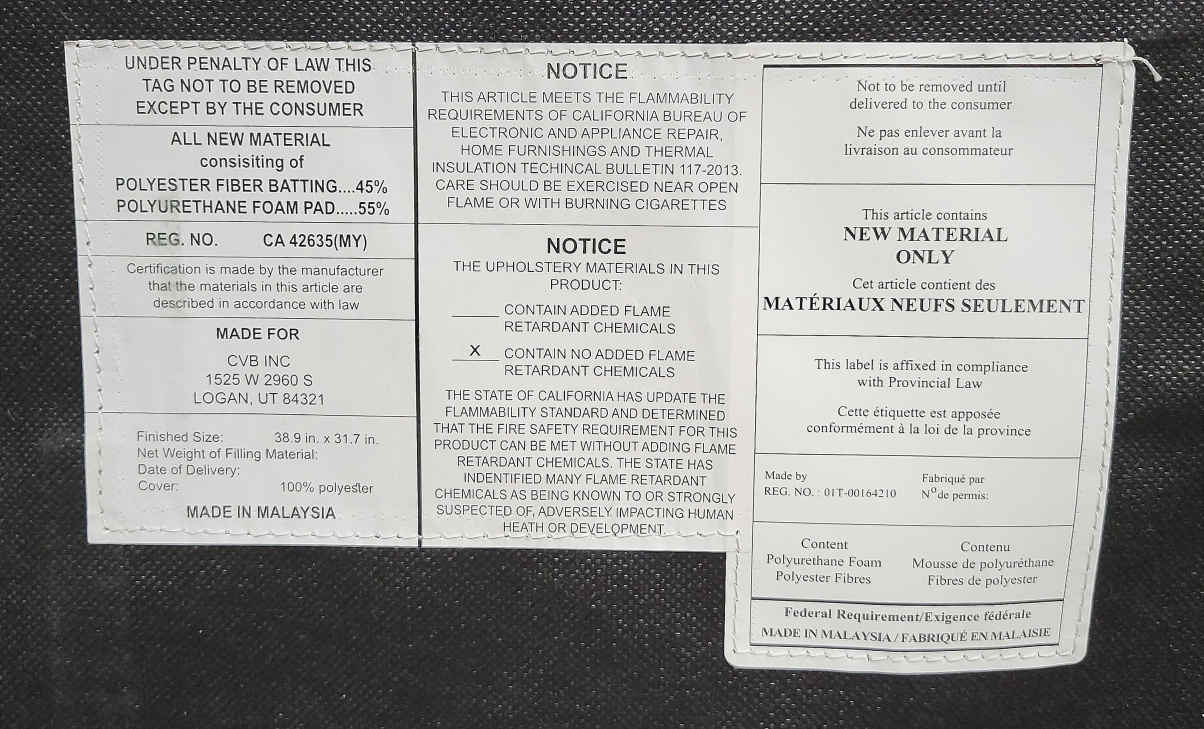 UNDER PENALTY OF LAW THIS
TAG NOT TO BE REMOVED
EXCEPT BY THE CONSUMER
ALL NEW MATERIAL
consisiting of
POLYESTER FIBER BATTING....45%
POLYURETHANE FOAM PAD.....55%
REG. NO. CA 42635(MY)
Certification is made by the manufacturer
that the materials in this article are
described in accordance with law
MADE FOR
CVB INC
1525 W 2960 S
LOGAN, UT 84321
Finished Size: 38.9 in. x 31.7 in.
Net Weight of Filling Material:
Date of Delivery:
Cover: 100% polyester
MADE IN MALAYSIA
NOTICE
THIS ARTICLE MEETS THE FLAMMABILITY
REQUIREMENTS OF CALIFORNIA BUREAU OF
ELECTRONIC AND APPLIANCE REPAIR,
HOME FURNISHINGS AND THERMAL
INSULATION TECHINCAL BULLETIN 117-2013.
CARE SHOULD BE EXERCISED NEAR OPEN
FLAME OR WITH BURNING CIGARETTES
NOTICE
THE UPHOLSTERY MATERIALS IN THIS
PRODUCT:
_____ CONTAIN ADDED FLAME
RETARDANT CHEMICALS
X CONTAIN NO ADDED FLAME
RETARDANT CHEMICALS
THE STATE OF CALIFORNIA HAS UPDATE THE
FLAMMABILITY STANDARD AND DETERMINED
THAT THE FIRE SAFETY REQUIREMENT FOR THIS
PRODUCT CAN BE MET WITHOUT ADDING FLAME
RETARDANT CHEMICALS. THE STATE HAS
INDENTIFIED MANY FLAME RETARDANT
CHEMICALS AS BEING KNOWN TO OR STRONGLY
SUSPECTED OF, ADVERSELY IMPACTING HUMAN
HEATH OR DEVELOPMENT.
Not to be removed until
delivered to the consumer
Ne pas enlever avant la
livraison au consommateur
This article contains
NEW MATERIAL
ONLY
Cet article contient des
MATÉRIAUX NEUFS SEULEMENT
This label is affixed in compliance
with Provincial Law
Cette étiquette est apposée
conformément à la loi de la province
Made by Fabriqué par
REG. NO. : 01T-00164210 Nº de permis:
Content Contenu
Polyurethane Foam Mousse de polyuréthane
Polyester Fibres Fibres de polyester
Federal Requirement/Exigence fédérale
MADE IN MALAYSIA / FABRIQUÉ EN MALAISIE